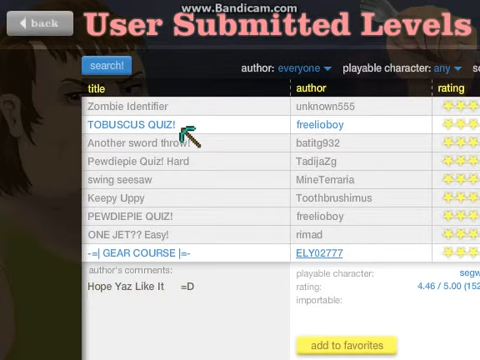 www.Bandicam.com
back
User Submitted Levels
search!
author: everyone playable character: any
title author rating
Zombie Identifier unknown555
TOBUSCUS QUIZ! freelioboy
Another sword throw! batitg932
Pewdiepie Quiz! Hard TadijaZg
swing seesaw MineTerraria
Keepy Uppy Toothbrushimus
PEWDIEPIE QUIZ! freelioboy
ONE JET?? Easy! rimad
-=| GEAR COURSE |=- ELY02777
author's comments:
Hope Yaz Like It =D
playable character: segw
rating: 4.46 / 5.00 (152
importable:
add to favorites